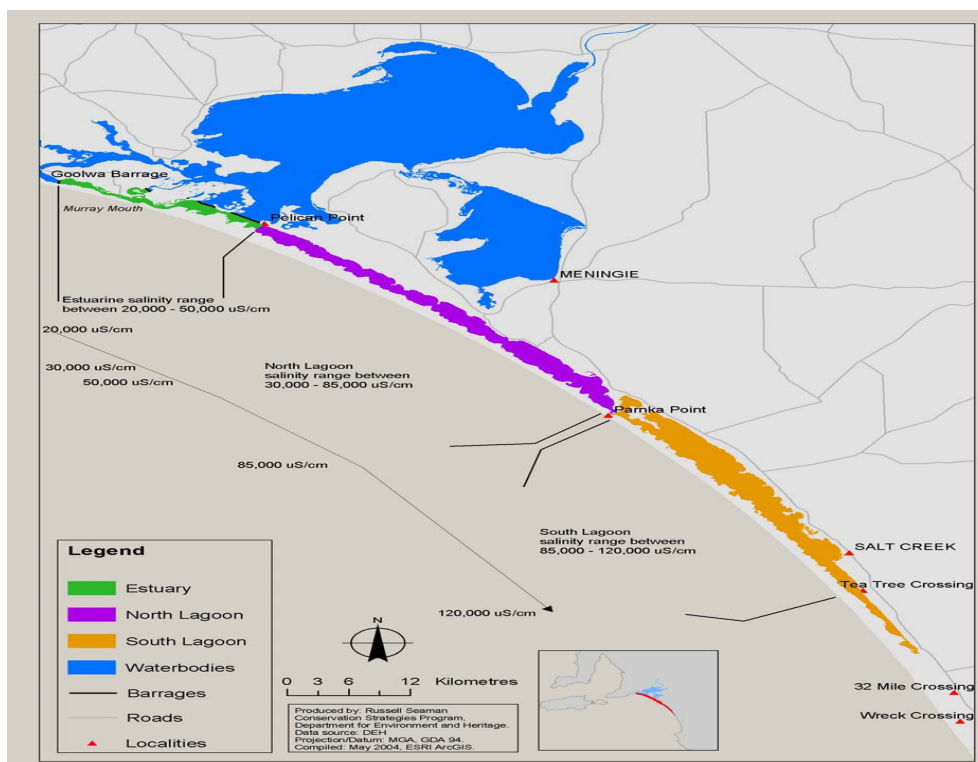 Goolwa Barrage
Murray Mouth
Pelican Point
MENINGIE
Estuarine salinity range
between 20,000 - 50,000 uS/cm
20,000 uS/cm
30,000 uS/cm
50,000 uS/cm
North Lagoon
salinity range between
30,000 - 85,000 uS/cm
Parnka Point
85,000 uS/cm
South Lagoon
salinity range between
85,000 - 120,000 uS/cm
SALT CREEK
Tea Tree Crossing
120,000 uS/cm
32 Mile Crossing
Wreck Crossing
Legend
Estuary
North Lagoon
South Lagoon
Waterbodies
Barrages
Roads
Localities
N
0 3 6 12 Kilometres
Produced by: Russell Seaman
Conservation Strategies Program,
Department for Environment and Heritage.
Data source: DEH
Projection/Datum: MGA, GDA 94.
Compiled: May 2004, ESRI ArcGIS.